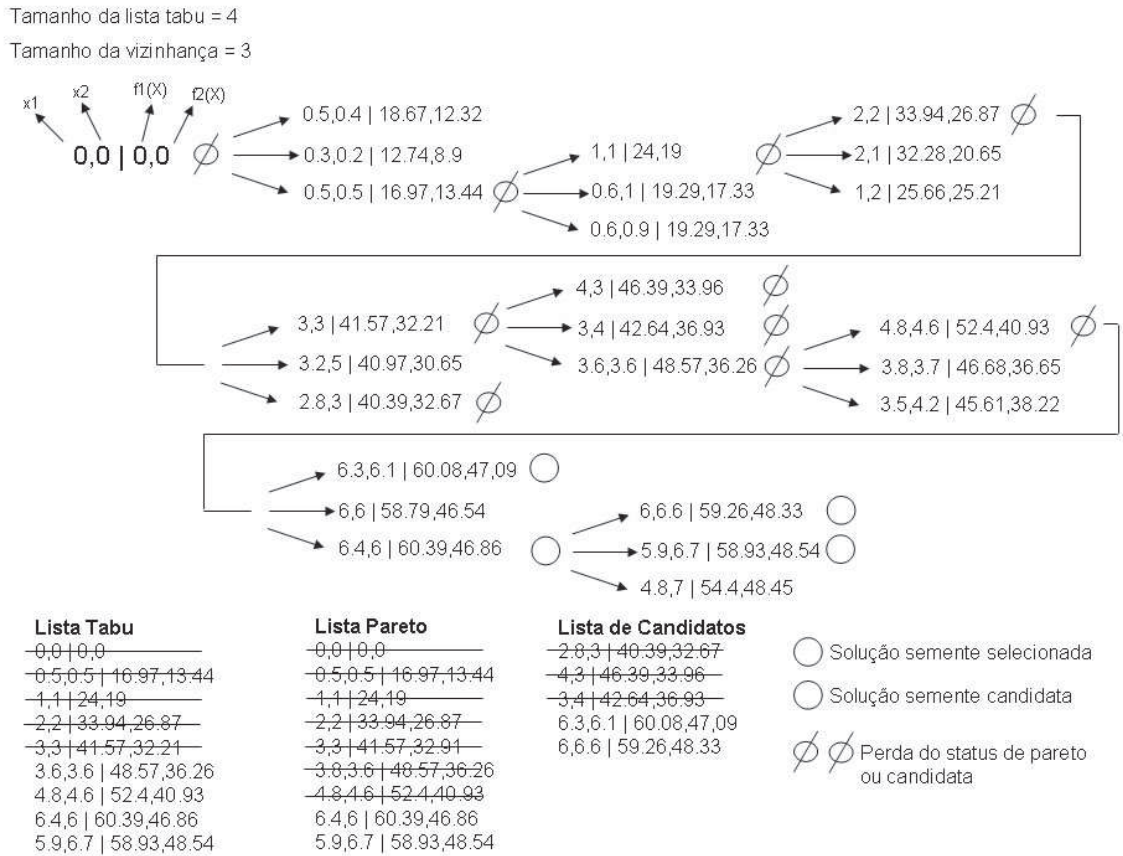 Tamanho da lista tabu = 4
Tamanho da vizinhança = 3
x1
x2
f1(X)
f2(X)
0,0 | 0,0
0.5,0.4 | 18.67,12.32
0.3,0.2 | 12.74,8.9
0.5,0.5 | 16.97,13.44
1,1 | 24,19
0.6,1 | 19.29,17.33
0.6,0.9 | 19.29,17.33
2,2 | 33.94,26.87
2,1 | 32.28,20.65
1,2 | 25.66,25.21
3,3 | 41.57,32.21
3.2,5 | 40.97,30.65
2.8,3 | 40.39,32.67
4,3 | 46.39,33.96
3,4 | 42.64,36.93
3.6,3.6 | 48.57,36.26
4.8,4.6 | 52.4,40.93
3.8,3.7 | 46.68,36.65
3.5,4.2 | 45.61,38.22
6.3,6.1 | 60.08,47,09
6,6 | 58.79,46.54
6.4,6 | 60.39,46.86
6,6.6 | 59.26,48.33
5.9,6.7 | 58.93,48.54
4.8,7 | 54.4,48.45
Lista Tabu
0,0 | 0,0
0.5,0.5 | 16.97,13.44
1,1 | 24,19
2,2 | 33.94,26.87
3,3 | 41.57,32.21
3.6,3.6 | 48.57,36.26
4.8,4.6 | 52.4,40.93
6.4,6 | 60.39,46.86
5.9,6.7 | 58.93,48.54
Lista Pareto
0,0 | 0,0
0.5,0.5 | 16.97,13.44
1,1 | 24,19
2,2 | 33.94,26.87
3,3 | 41.57,32.91
3.8,3.6 | 48.57,36.26
4.8,4.6 | 52.4,40.93
6.4,6 | 60.39,46.86
5.9,6.7 | 58.93,48.54
Lista de Candidatos
2.8,3 | 40.39,32.67
4,3 | 46.39,33.96
3,4 | 42.64,36.93
6.3,6.1 | 60.08,47,09
6,6.6 | 59.26,48.33
Solução semente selecionada
Solução semente candidata
Perda do status de pareto
ou candidata